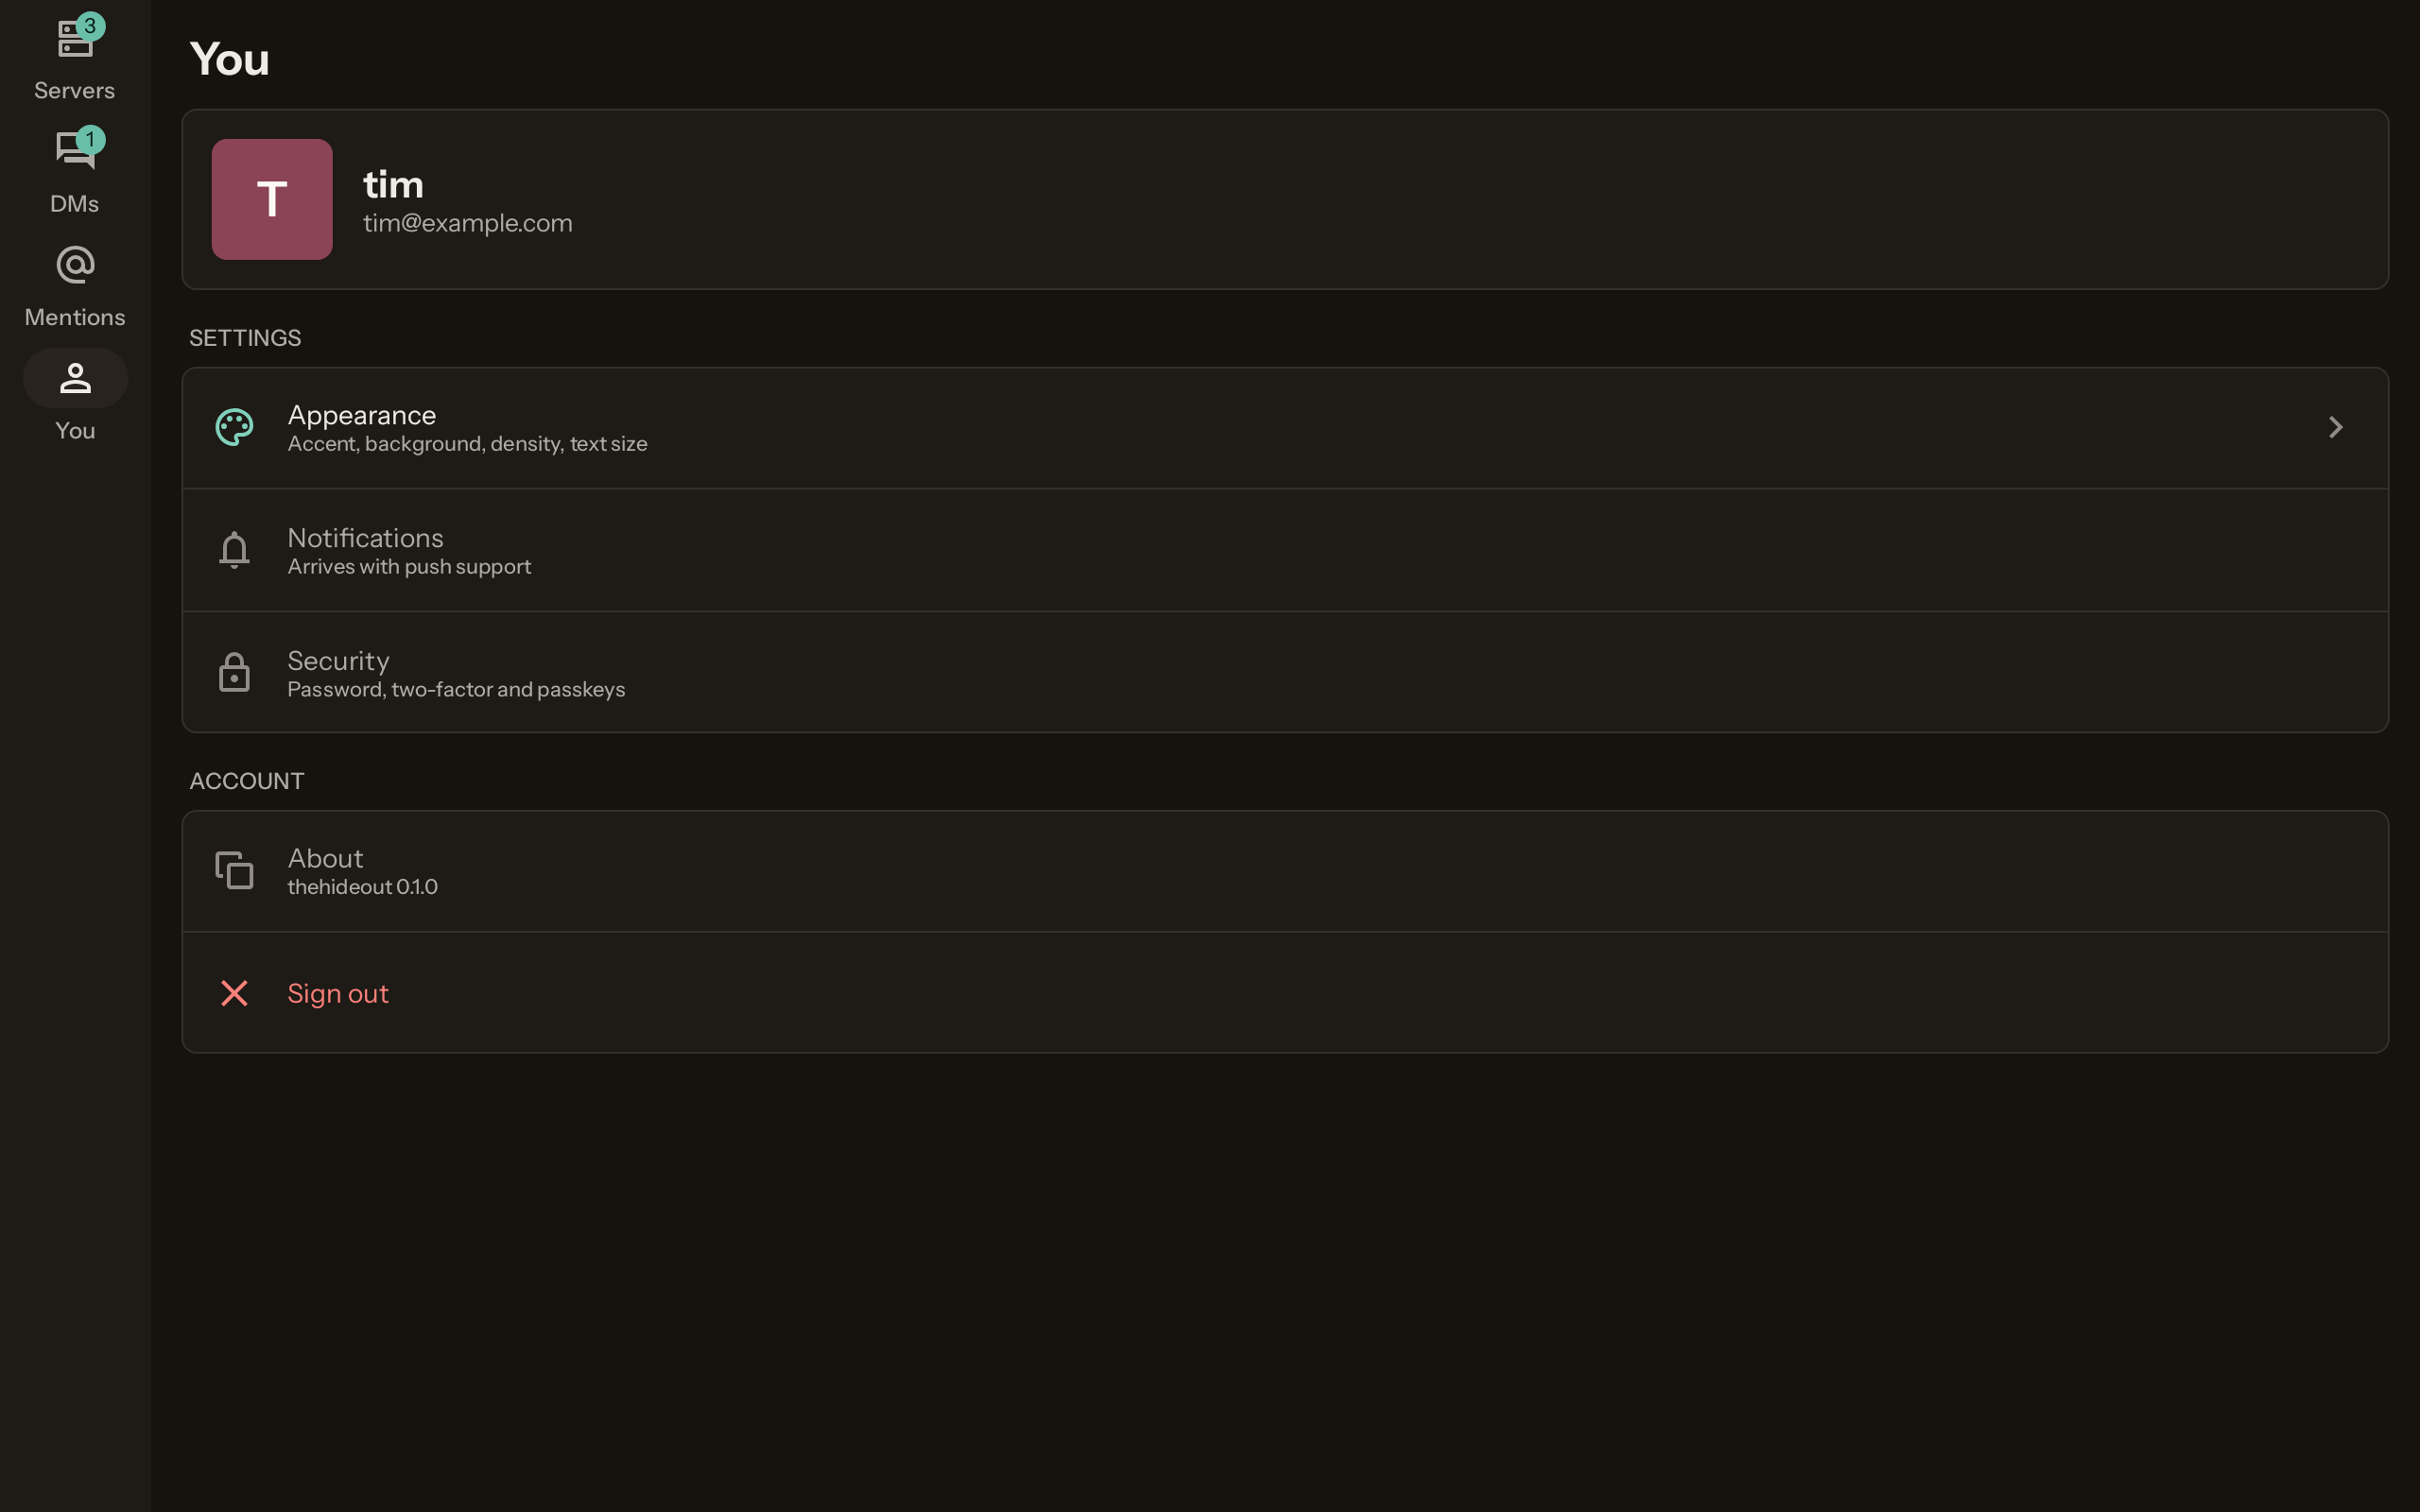 3
Servers
1
DMs
Mentions
You
You
T
tim
tim@example.com
SETTINGS
Appearance
Accent, background, density, text size
Notifications
Arrives with push support
Security
Password, two-factor and passkeys
ACCOUNT
About
thehideout 0.1.0
Sign out